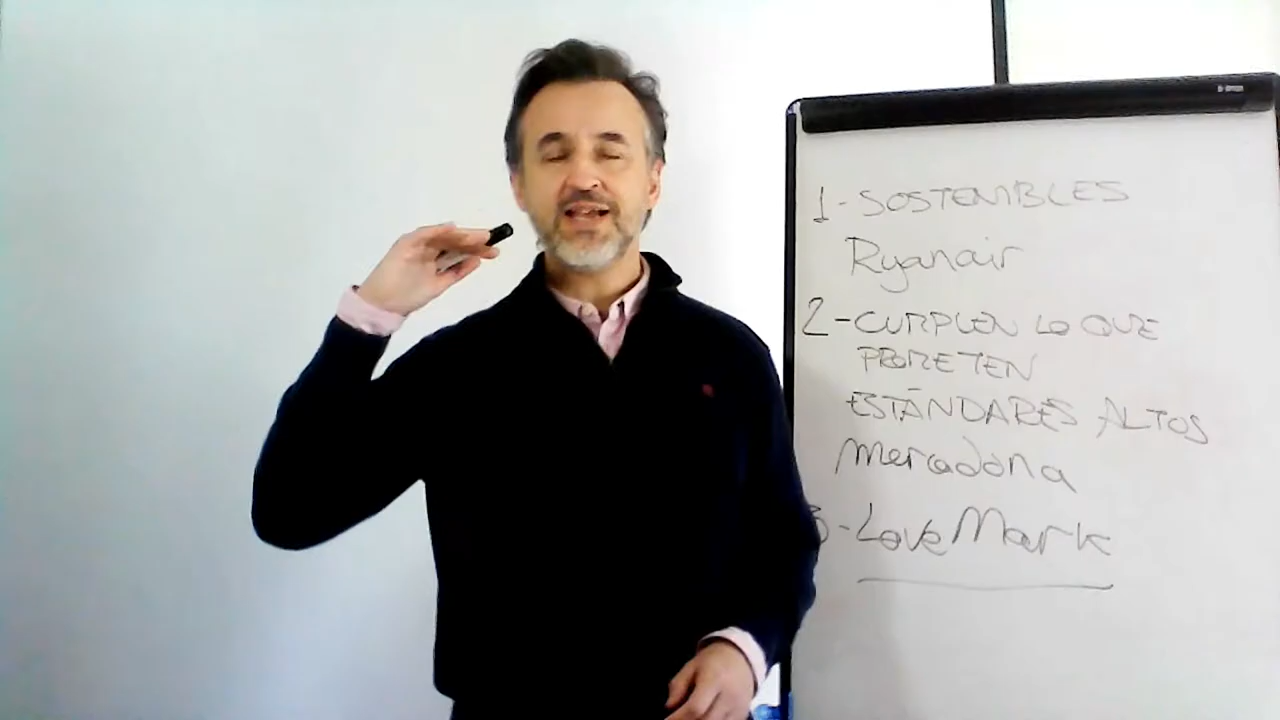 1-SOSTENIBLES
Ryanair
2-CUMPLEN LO QUE
PROMETEN
ESTÁNDARES ALTOS
Mercadona
3-LoveMark